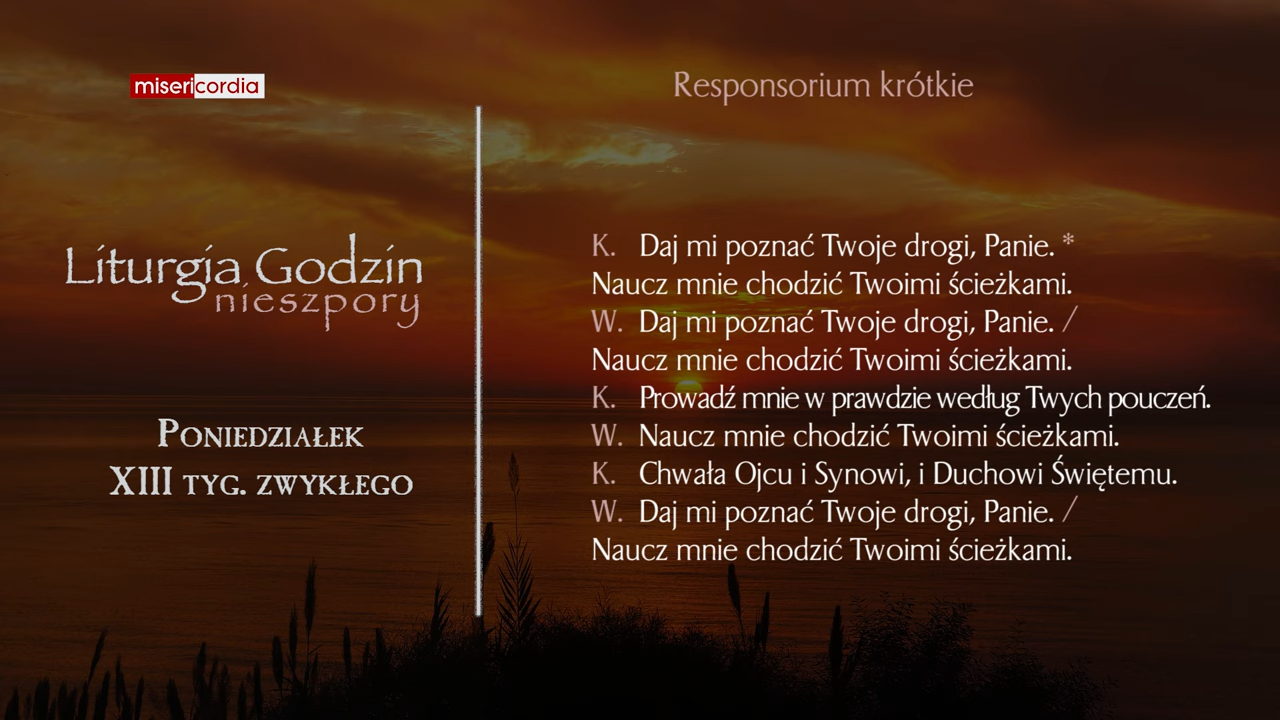 misericordia
Liturgia Godzin
nieszpory
Poniedziałek
XIII tyg. zwykłego
Responsorium krótkie
K. Daj mi poznać Twoje drogi, Panie. *
Naucz mnie chodzić Twoimi ścieżkami.
W. Daj mi poznać Twoje drogi, Panie. /
Naucz mnie chodzić Twoimi ścieżkami.
K. Prowadź mnie w prawdzie według Twych pouczeń.
W. Naucz mnie chodzić Twoimi ścieżkami.
K. Chwała Ojcu i Synowi, i Duchowi Świętemu.
W. Daj mi poznać Twoje drogi, Panie. /
Naucz mnie chodzić Twoimi ścieżkami.